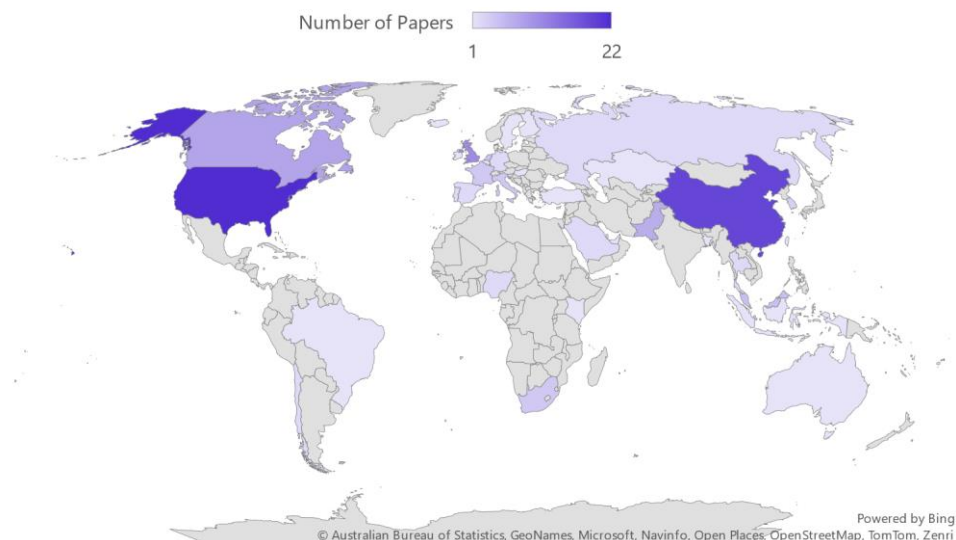 Number of Papers
1 22
Powered by Bing
© Australian Bureau of Statistics, GeoNames, Microsoft, Navinfo, Open Places, OpenStreetMap, TomTom, Zenri